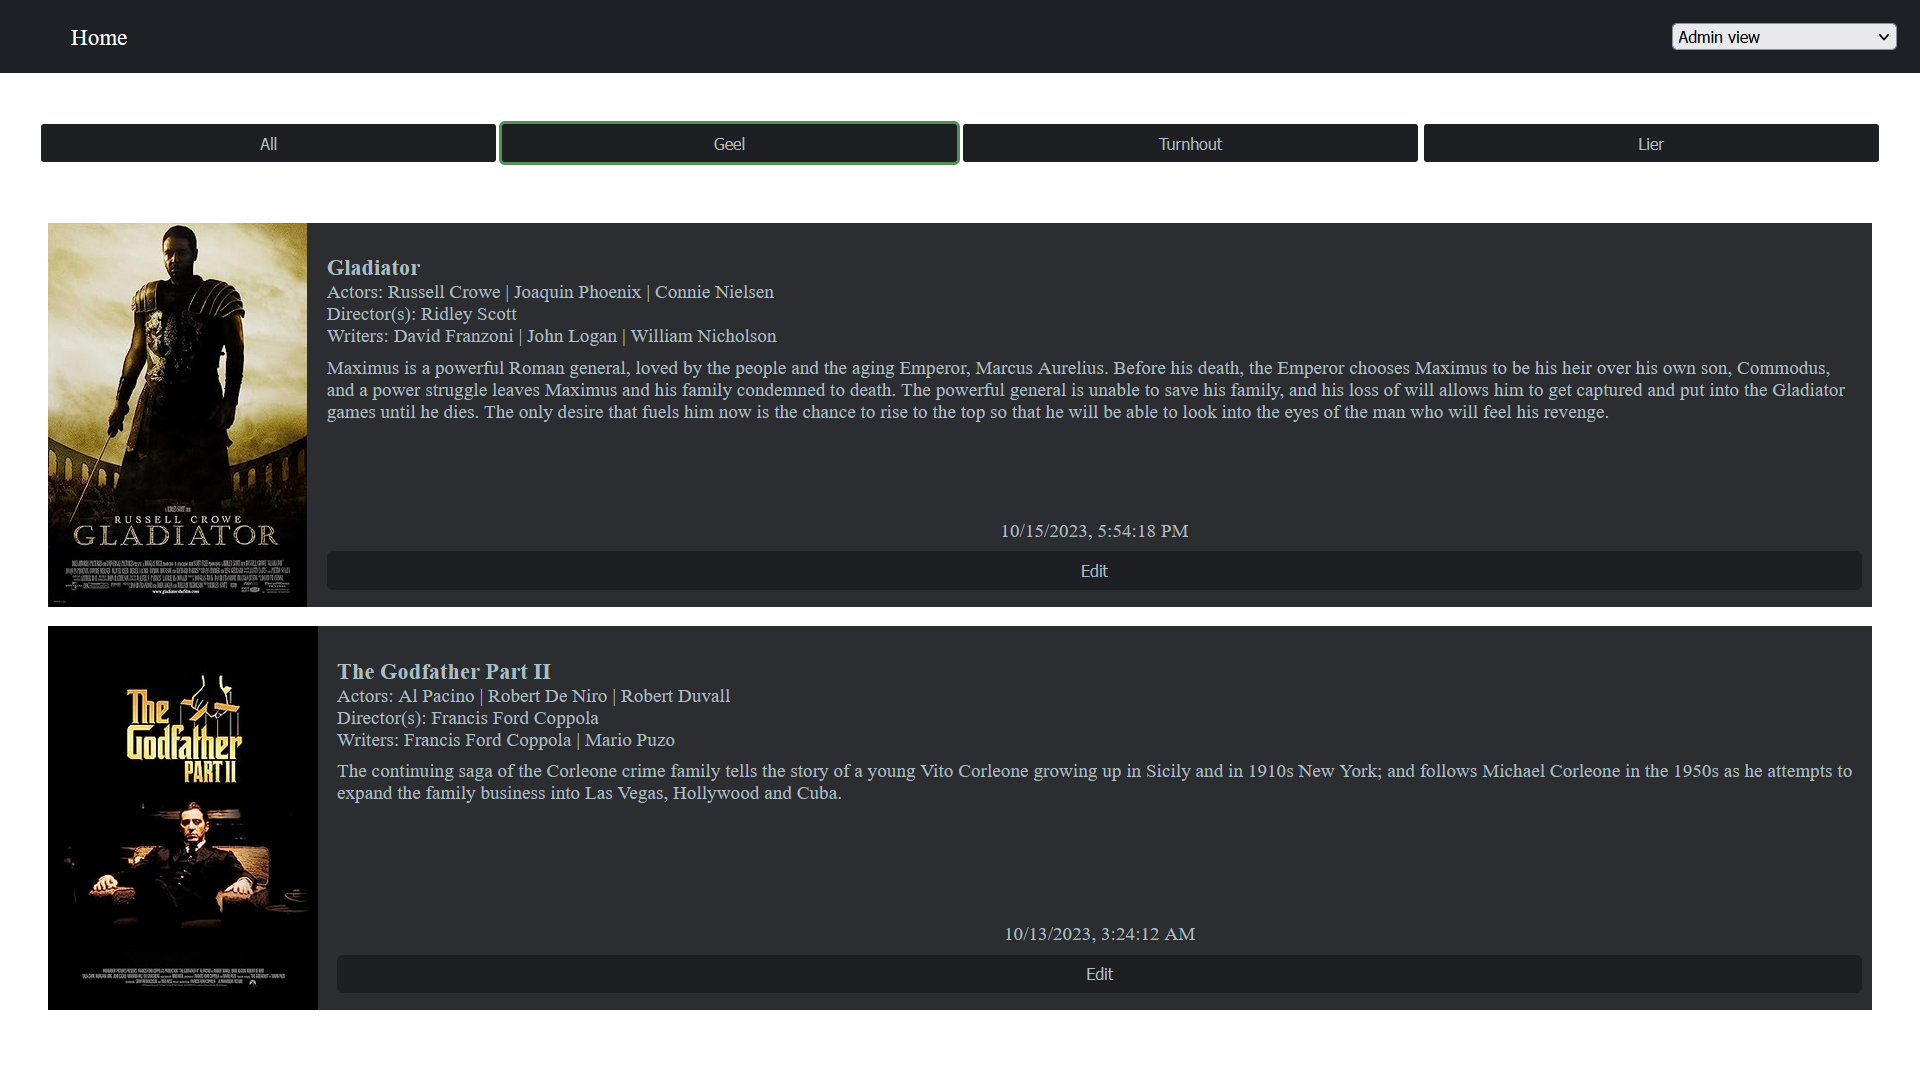 Home
Admin view
All
Geel
Turnhout
Lier
RUSSELL CROWE
GLADIATOR
www.gladiator-thefilm.com
Gladiator
Actors: Russell Crowe | Joaquin Phoenix | Connie Nielsen
Director(s): Ridley Scott
Writers: David Franzoni | John Logan | William Nicholson
Maximus is a powerful Roman general, loved by the people and the aging Emperor, Marcus Aurelius. Before his death, the Emperor chooses Maximus to be his heir over his own son, Commodus,
and a power struggle leaves Maximus and his family condemned to death. The powerful general is unable to save his family, and his loss of will allows him to get captured and put into the Gladiator
games until he dies. The only desire that fuels him now is the chance to rise to the top so that he will be able to look into the eyes of the man who will feel his revenge.
10/15/2023, 5:54:18 PM
Edit
The
Godfather
PART II
The Godfather Part II
Actors: Al Pacino | Robert De Niro | Robert Duvall
Director(s): Francis Ford Coppola
Writers: Francis Ford Coppola | Mario Puzo
The continuing saga of the Corleone crime family tells the story of a young Vito Corleone growing up in Sicily and in 1910s New York; and follows Michael Corleone in the 1950s as he attempts to
expand the family business into Las Vegas, Hollywood and Cuba.
10/13/2023, 3:24:12 AM
Edit